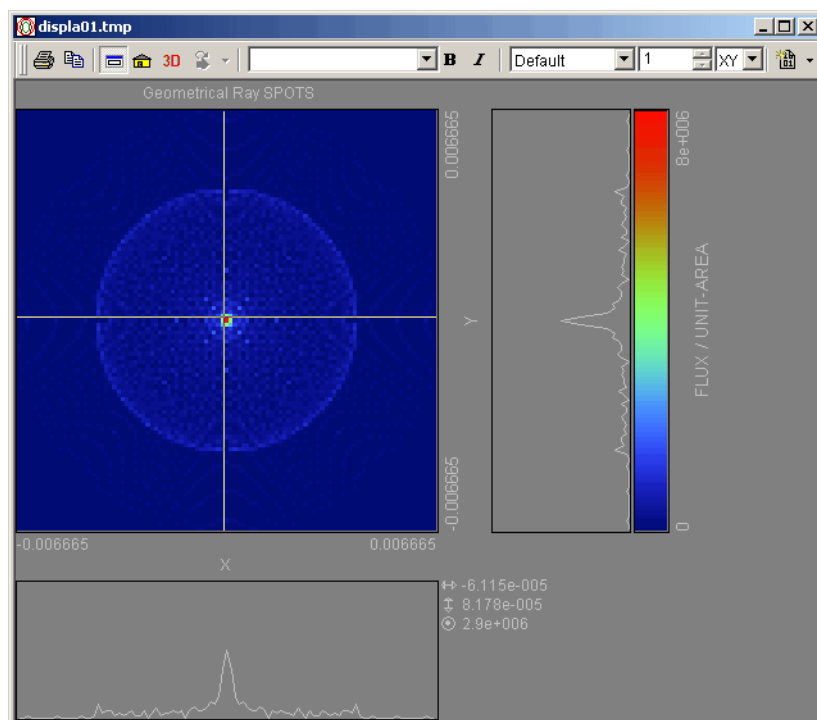 displa01.tmp
3D B I Default 1 XY
Geometrical Ray SPOTS
0.006665
Y
-0.006665
8e+006
FLUX / UNIT-AREA
0
-0.006665 0.006665
X
-6.115e-005
8.178e-005
2.9e+006